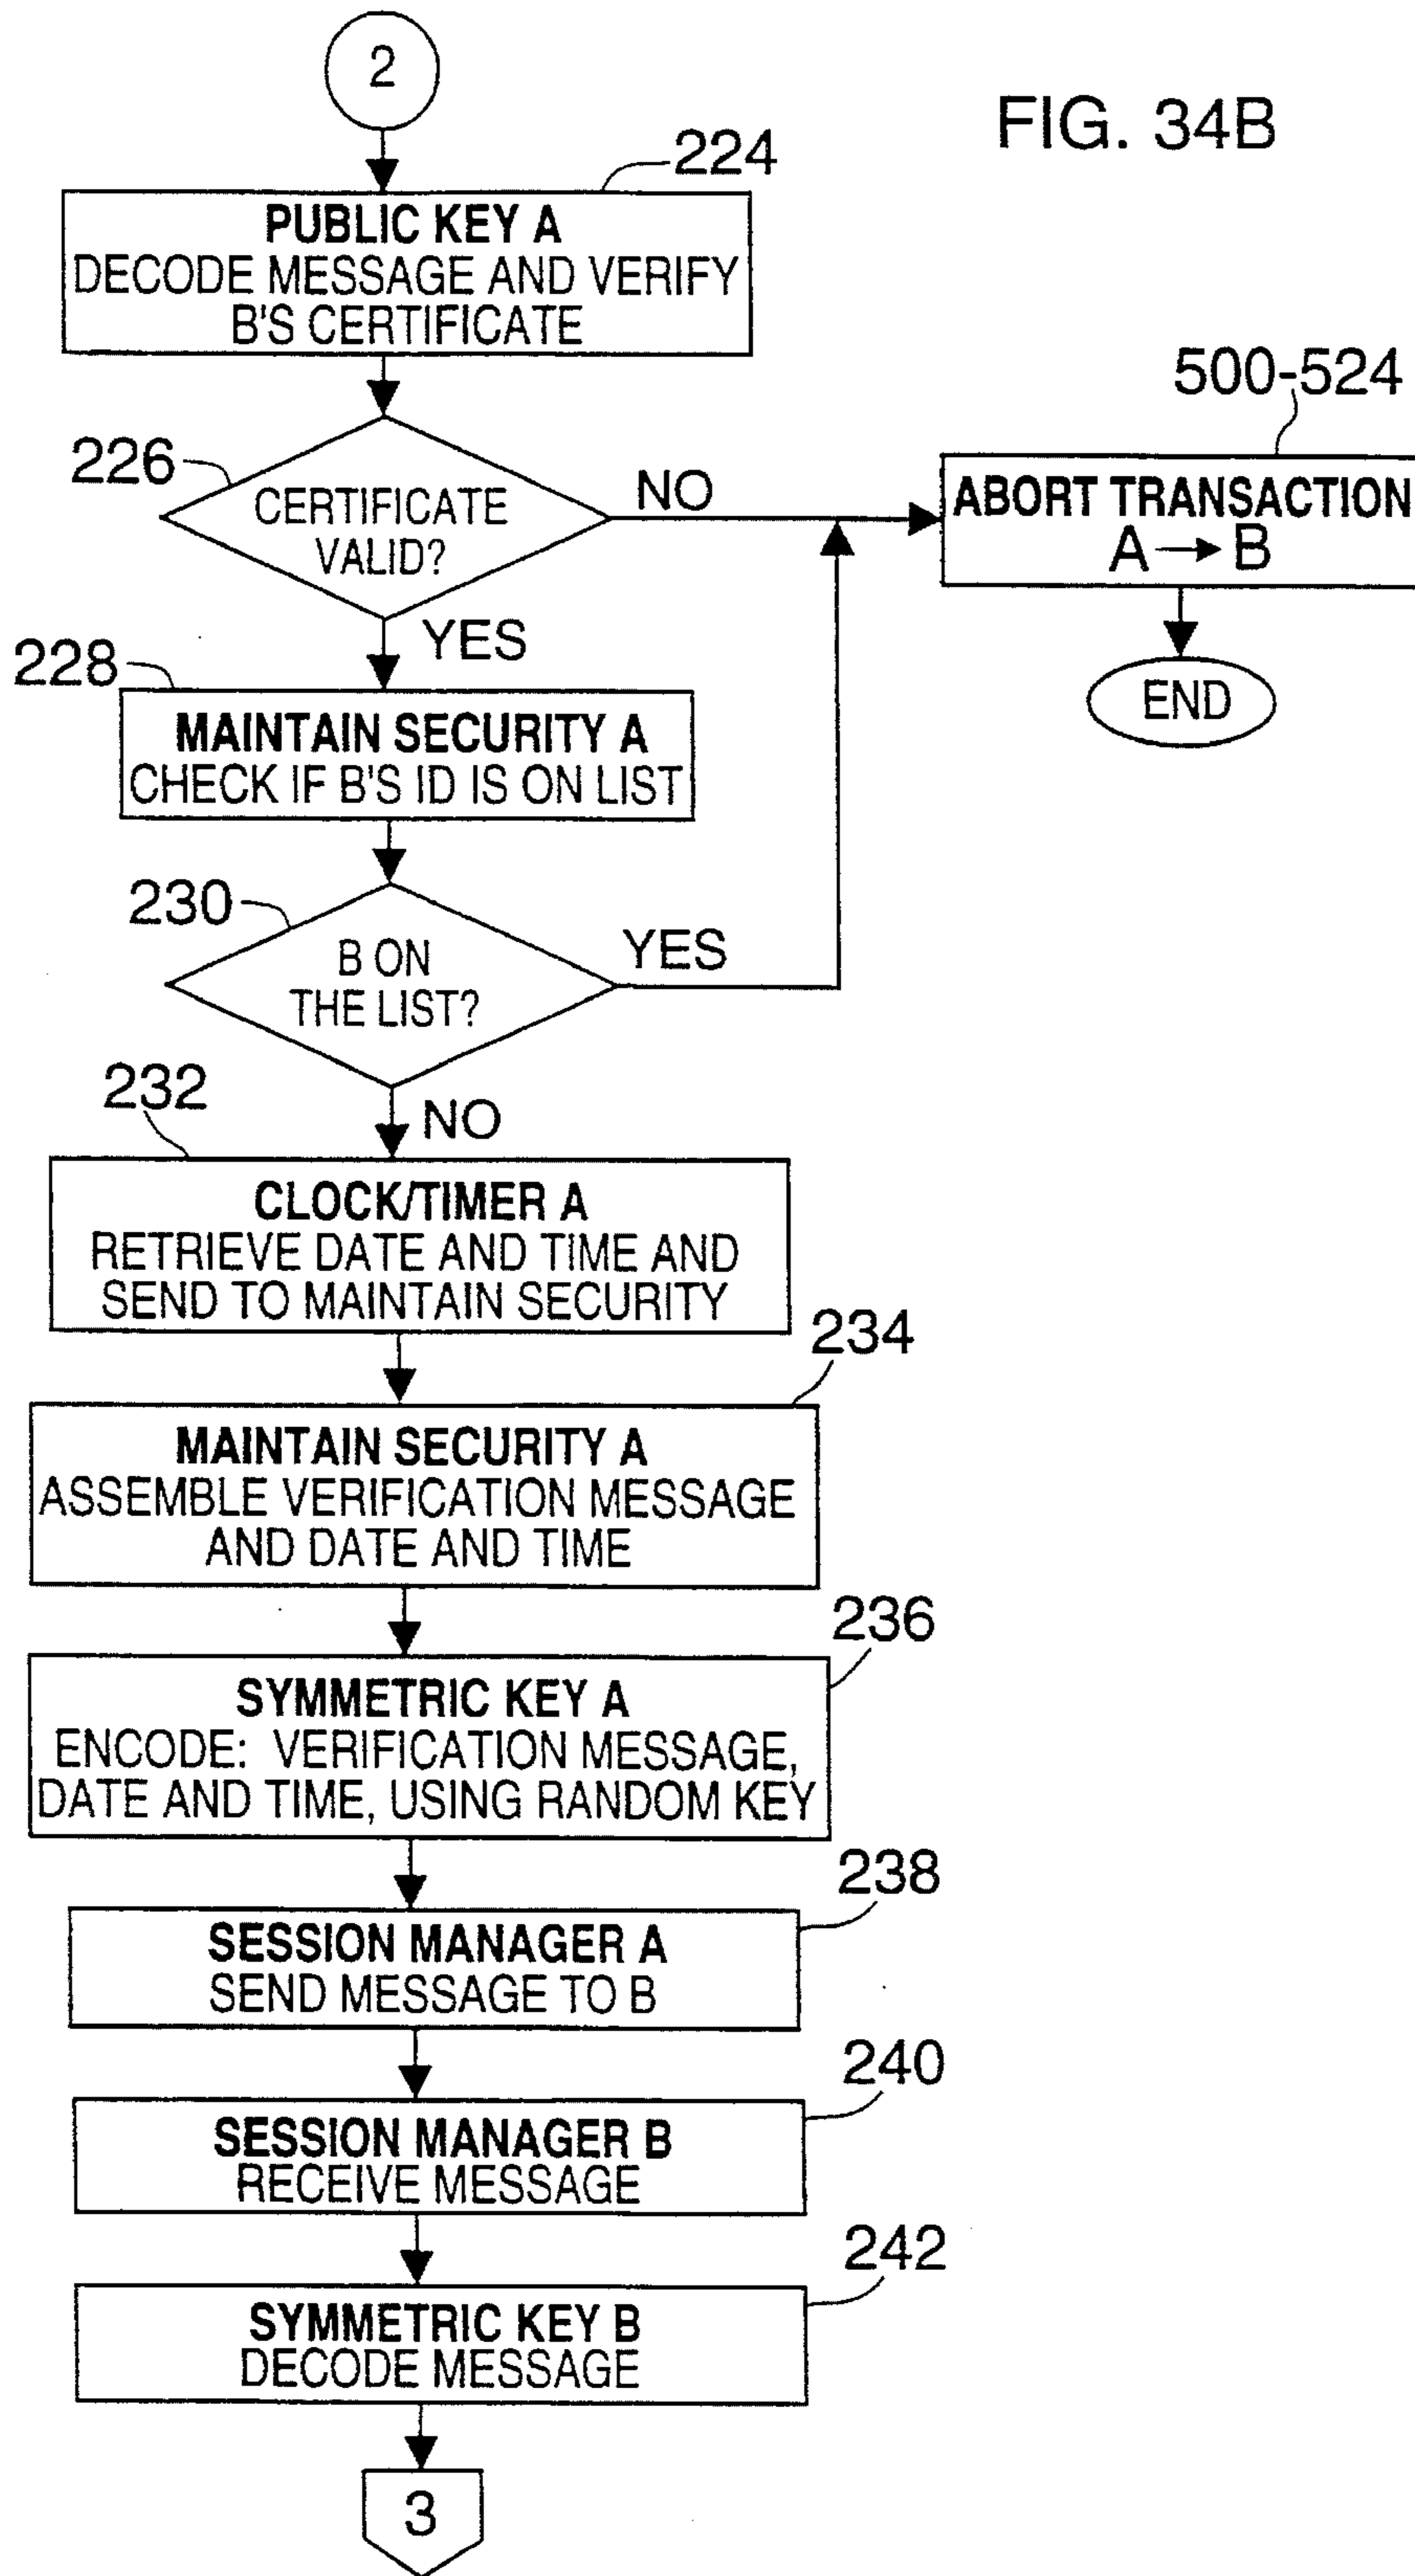 2
FIG. 34B
224
PUBLIC KEY A
DECODE MESSAGE AND VERIFY
B'S CERTIFICATE
500-524
226
CERTIFICATE
VALID?
NO
ABORT TRANSACTION
A → B
YES
END
228
MAINTAIN SECURITY A
CHECK IF B'S ID IS ON LIST
230
B ON
THE LIST?
YES
232
NO
CLOCK/TIMER A
RETRIEVE DATE AND TIME AND
SEND TO MAINTAIN SECURITY
234
MAINTAIN SECURITY A
ASSEMBLE VERIFICATION MESSAGE
AND DATE AND TIME
236
SYMMETRIC KEY A
ENCODE: VERIFICATION MESSAGE,
DATE AND TIME, USING RANDOM KEY
238
SESSION MANAGER A
SEND MESSAGE TO B
240
SESSION MANAGER B
RECEIVE MESSAGE
242
SYMMETRIC KEY B
DECODE MESSAGE
3